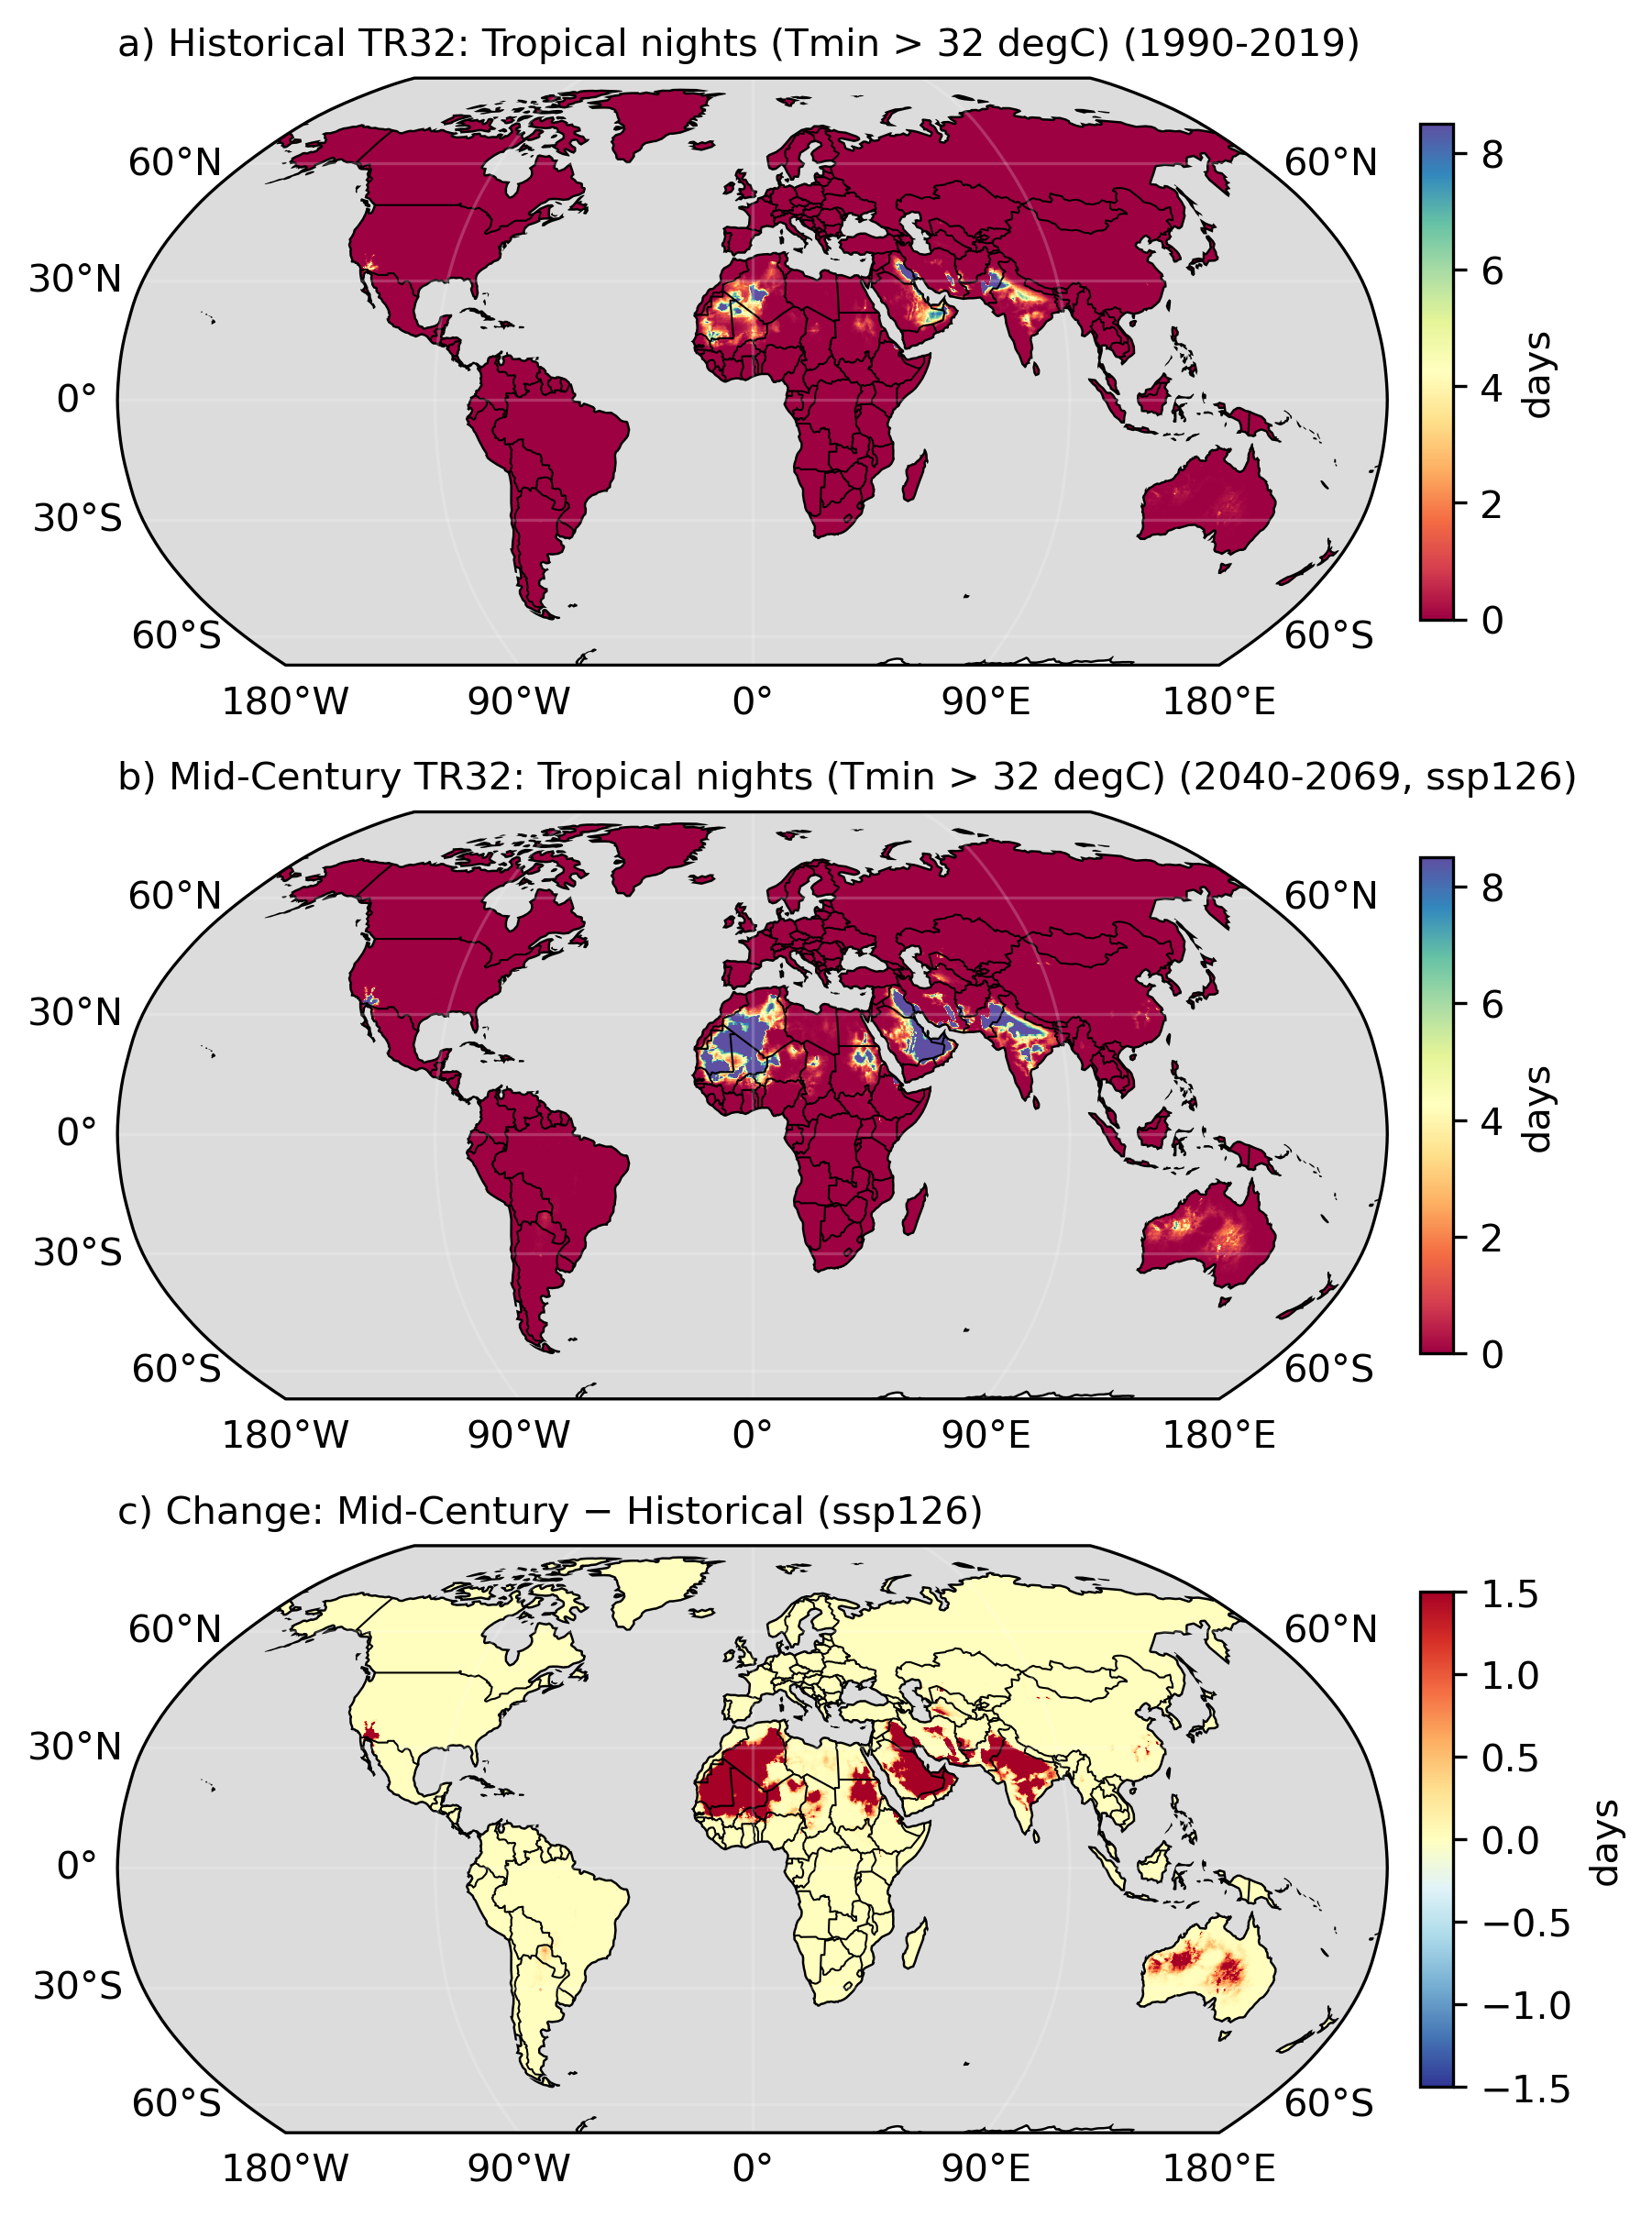 a) Historical TR32: Tropical nights (Tmin > 32 degC) (1990-2019)
60°N 60°N
30°N
0°
30°S
60°S 60°S
180°W 90°W 0° 90°E 180°E
8
6
4
2
0
days
b) Mid-Century TR32: Tropical nights (Tmin > 32 degC) (2040-2069, ssp126)
60°N 60°N
30°N
0°
30°S
60°S 60°S
180°W 90°W 0° 90°E 180°E
8
6
4
2
0
days
c) Change: Mid-Century − Historical (ssp126)
60°N 60°N
30°N
0°
30°S
60°S 60°S
180°W 90°W 0° 90°E 180°E
1.5
1.0
0.5
0.0
−0.5
−1.0
−1.5
days